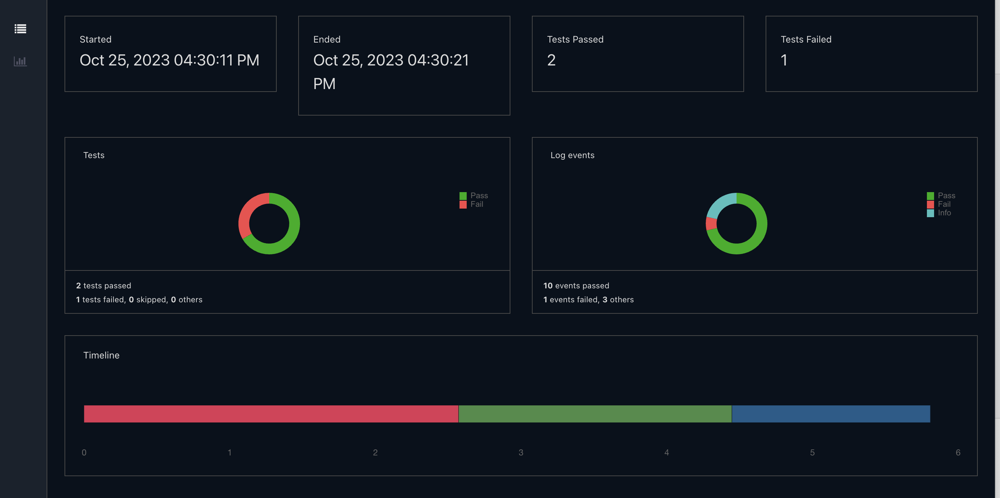 Started
Oct 25, 2023 04:30:11 PM
Ended
Oct 25, 2023 04:30:21
PM
Tests Passed
2
Tests Failed
1
Tests
Pass
Fail
2 tests passed
1 tests failed, 0 skipped, 0 others
Log events
Pass
Fail
Info
10 events passed
1 events failed, 3 others
Timeline
0 1 2 3 4 5 6